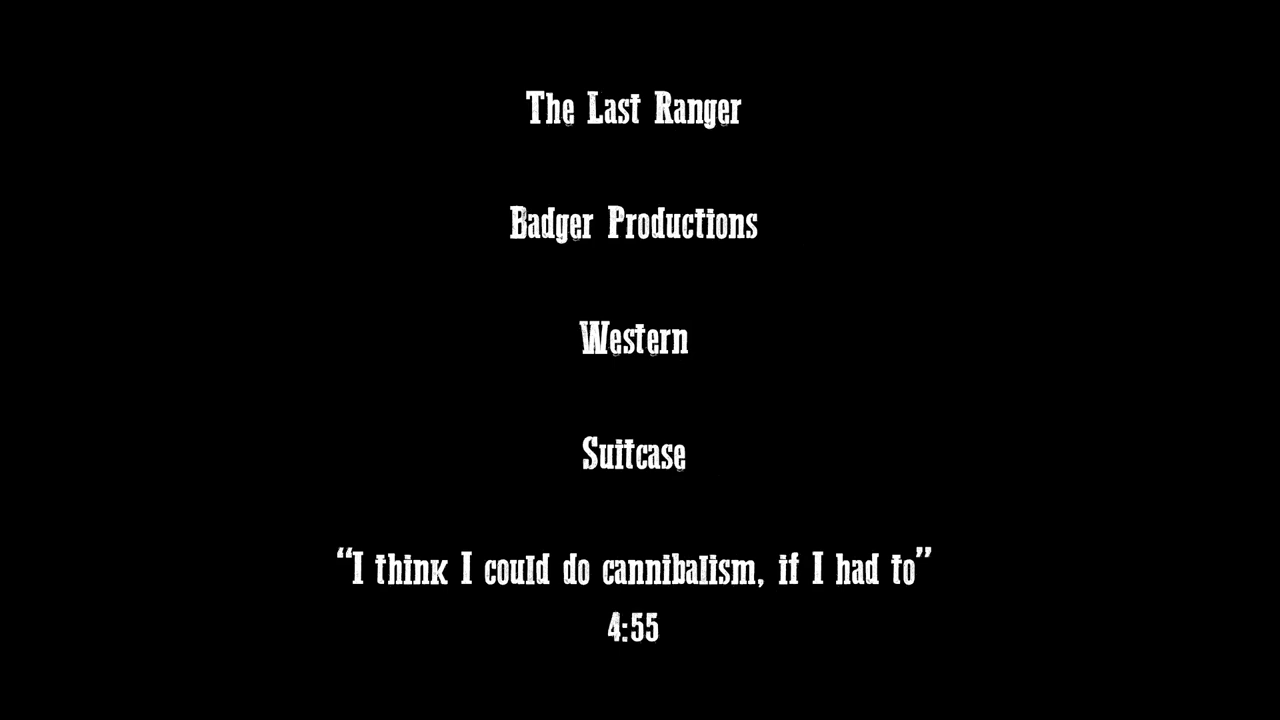 The Last Ranger
Badger Productions
Western
Suitcase
“I think I could do cannibalism, if I had to”
4:55